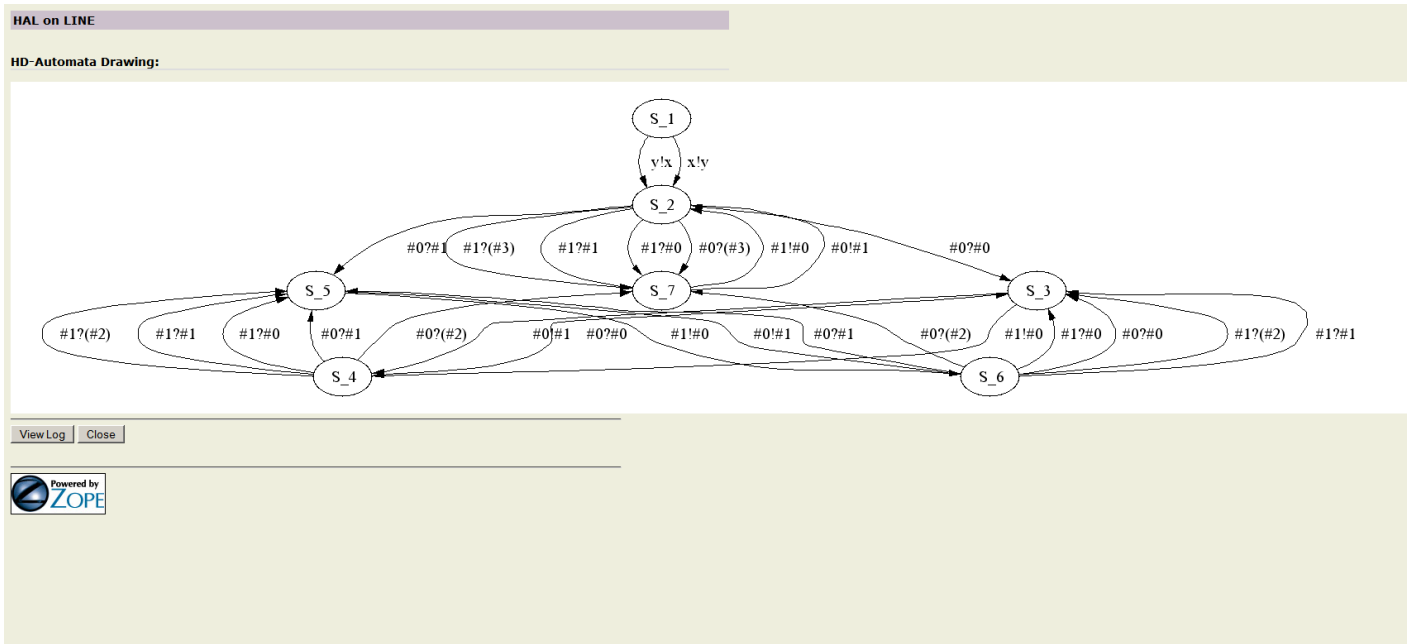 HAL on LINE
HD-Automata Drawing:
S_1
y!x x!y
S_2
#0?#1 #1?(#3) #1?#1 #1?#0 #0?(#3) #1!#0 #0!#1 #0?#0
S_5 S_7 S_3
#1?(#2) #1?#1 #1?#0 #0?#1 #0?(#2) #0!#1 #0?#0 #1!#0 #0!#1 #0?#1 #0?(#2) #1!#0 #1?#0 #0?#0 #1?(#2) #1?#1
S_4 S_6
View Log Close
Powered by
ZOPE